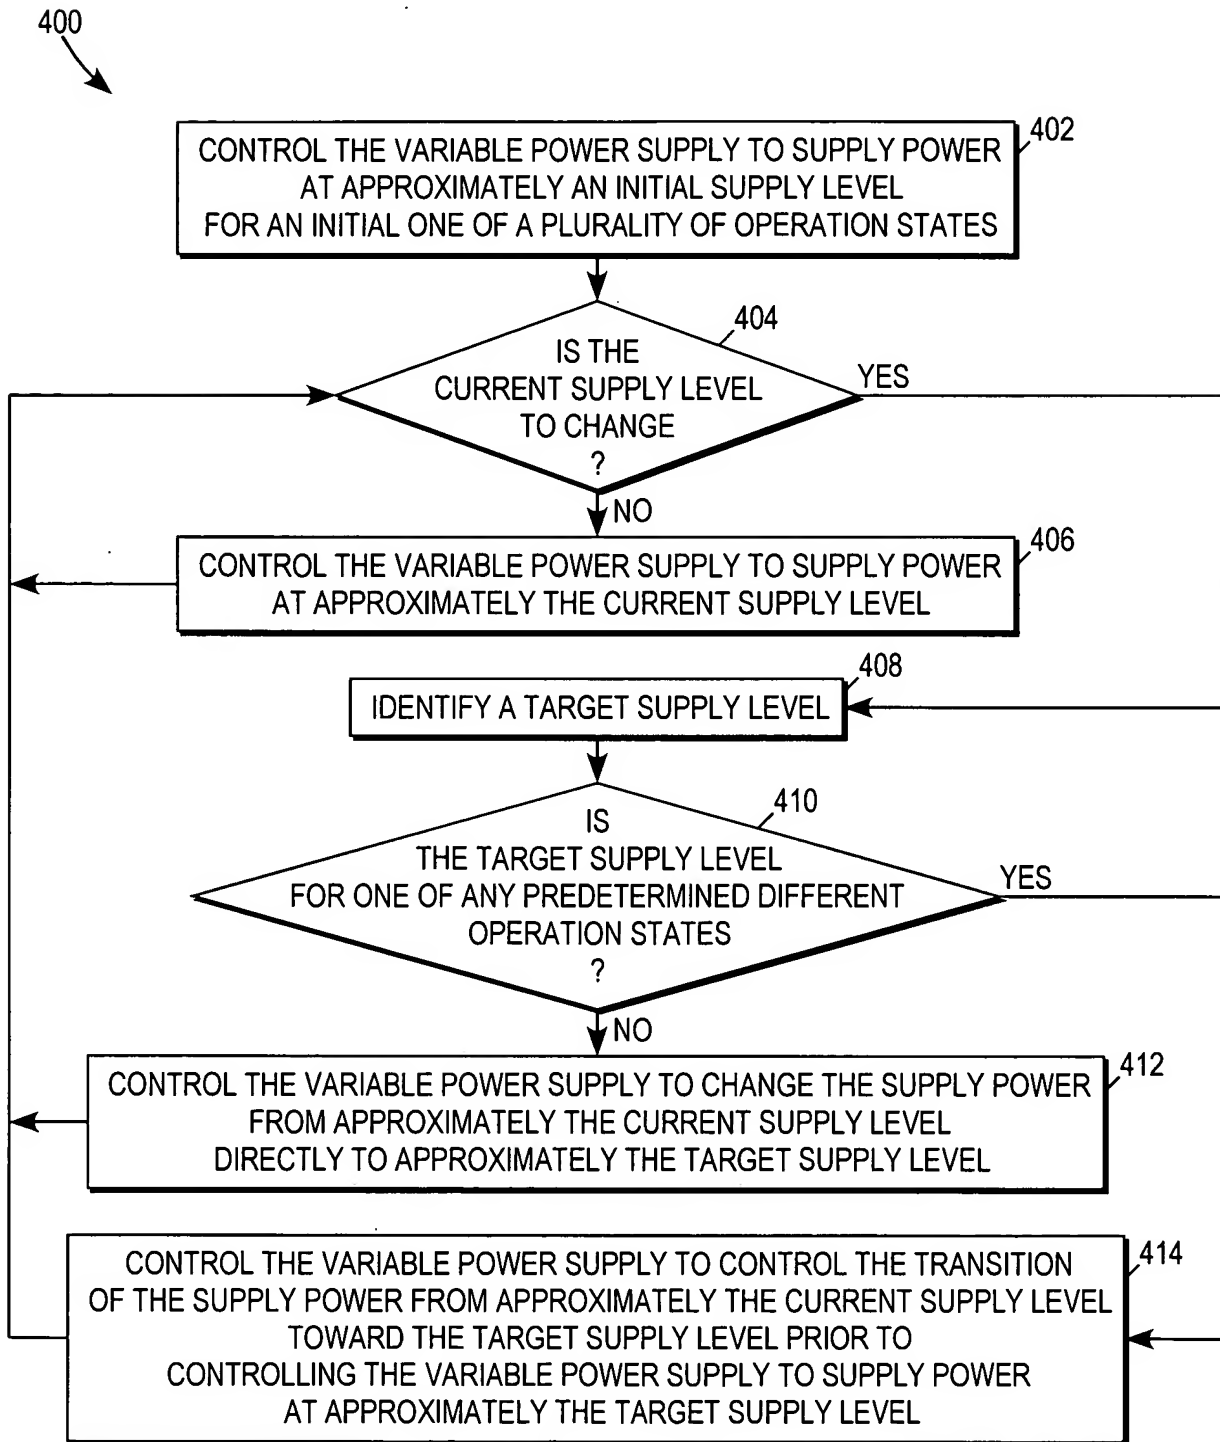 400
CONTROL THE VARIABLE POWER SUPPLY TO SUPPLY POWER
AT APPROXIMATELY AN INITIAL SUPPLY LEVEL
FOR AN INITIAL ONE OF A PLURALITY OF OPERATION STATES
402
IS THE
CURRENT SUPPLY LEVEL
TO CHANGE
?
404
YES
NO
CONTROL THE VARIABLE POWER SUPPLY TO SUPPLY POWER
AT APPROXIMATELY THE CURRENT SUPPLY LEVEL
406
IDENTIFY A TARGET SUPPLY LEVEL
408
IS
THE TARGET SUPPLY LEVEL
FOR ONE OF ANY PREDETERMINED DIFFERENT
OPERATION STATES
?
410
YES
NO
CONTROL THE VARIABLE POWER SUPPLY TO CHANGE THE SUPPLY POWER
FROM APPROXIMATELY THE CURRENT SUPPLY LEVEL
DIRECTLY TO APPROXIMATELY THE TARGET SUPPLY LEVEL
412
CONTROL THE VARIABLE POWER SUPPLY TO CONTROL THE TRANSITION
OF THE SUPPLY POWER FROM APPROXIMATELY THE CURRENT SUPPLY LEVEL
TOWARD THE TARGET SUPPLY LEVEL PRIOR TO
CONTROLLING THE VARIABLE POWER SUPPLY TO SUPPLY POWER
AT APPROXIMATELY THE TARGET SUPPLY LEVEL
414